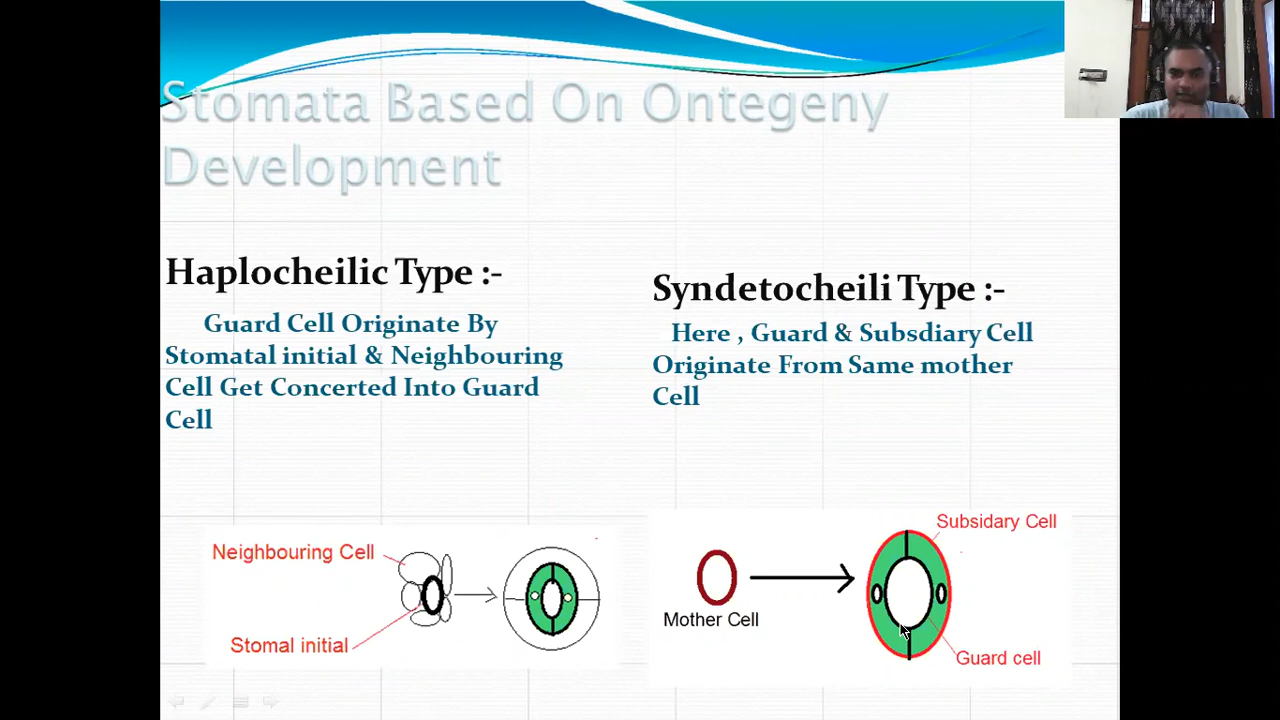 Stomata Based On Ontegeny
Development
Haplocheilic Type :-
Guard Cell Originate By
Stomatal initial & Neighbouring
Cell Get Concerted Into Guard
Cell
Syndetocheili Type :-
Here , Guard & Subsdiary Cell
Originate From Same mother
Cell
Neighbouring Cell
Stomal initial
Mother Cell
Subsidary Cell
Guard cell